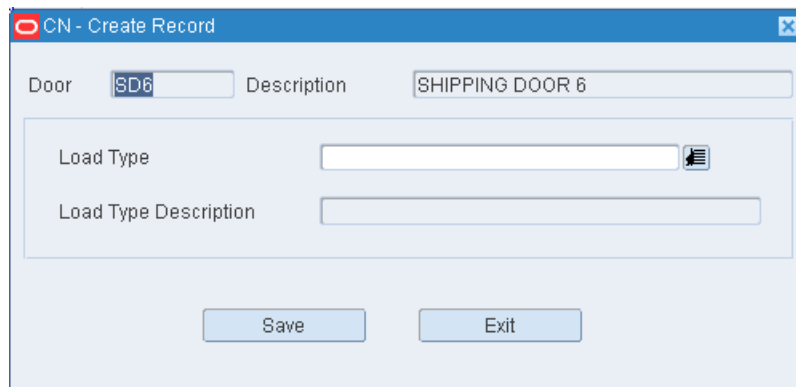 CN - Create Record
Door SD6 Description SHIPPING DOOR 6
Load Type
Load Type Description
Save Exit